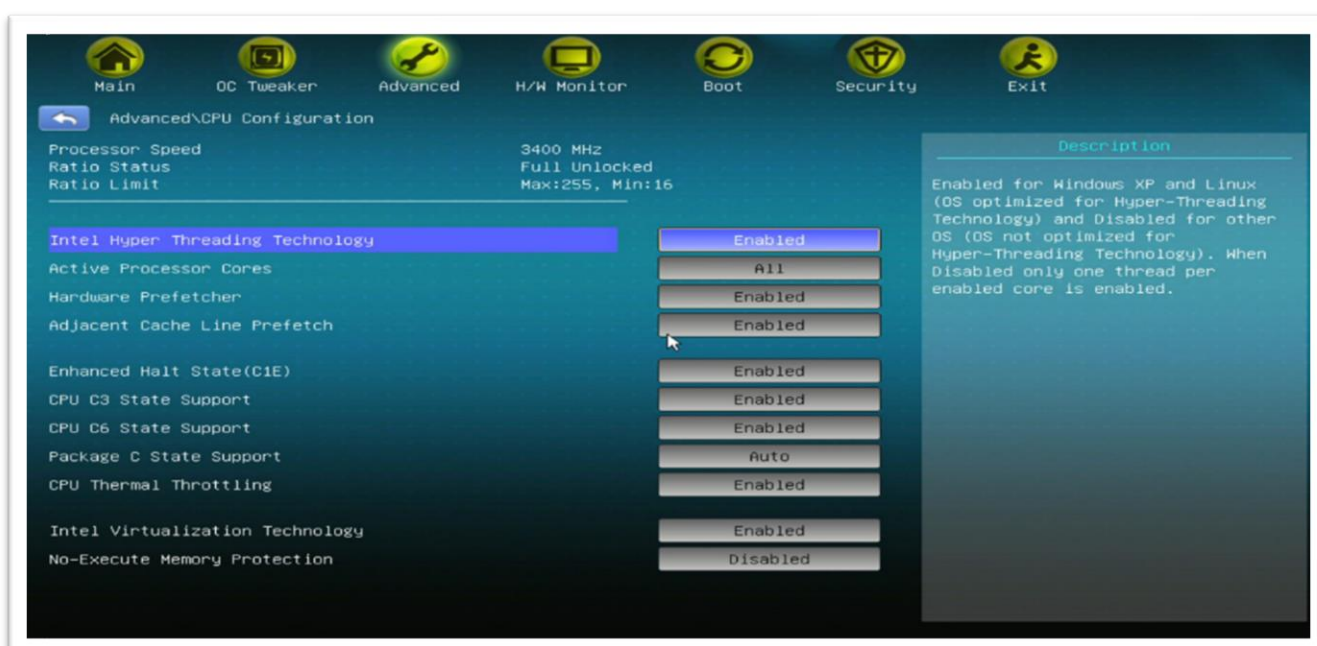 Main OC Tweaker Advanced H/W Monitor Boot Security Exit
Advanced\CPU Configuration
Processor Speed 3400 MHz
Ratio Status Full Unlocked
Ratio Limit Max:255, Min:16
Intel Hyper Threading Technology Enabled
Active Processor Cores All
Hardware Prefetcher Enabled
Adjacent Cache Line Prefetch Enabled
Enhanced Halt State(C1E) Enabled
CPU C3 State Support Enabled
CPU C6 State Support Enabled
Package C State Support Auto
CPU Thermal Throttling Enabled
Intel Virtualization Technology Enabled
No-Execute Memory Protection Disabled
Description
Enabled for Windows XP and Linux
(OS optimized for Hyper-Threading
Technology) and Disabled for other
OS (OS not optimized for
Hyper-Threading Technology). When
Disabled only one thread per
enabled core is enabled.